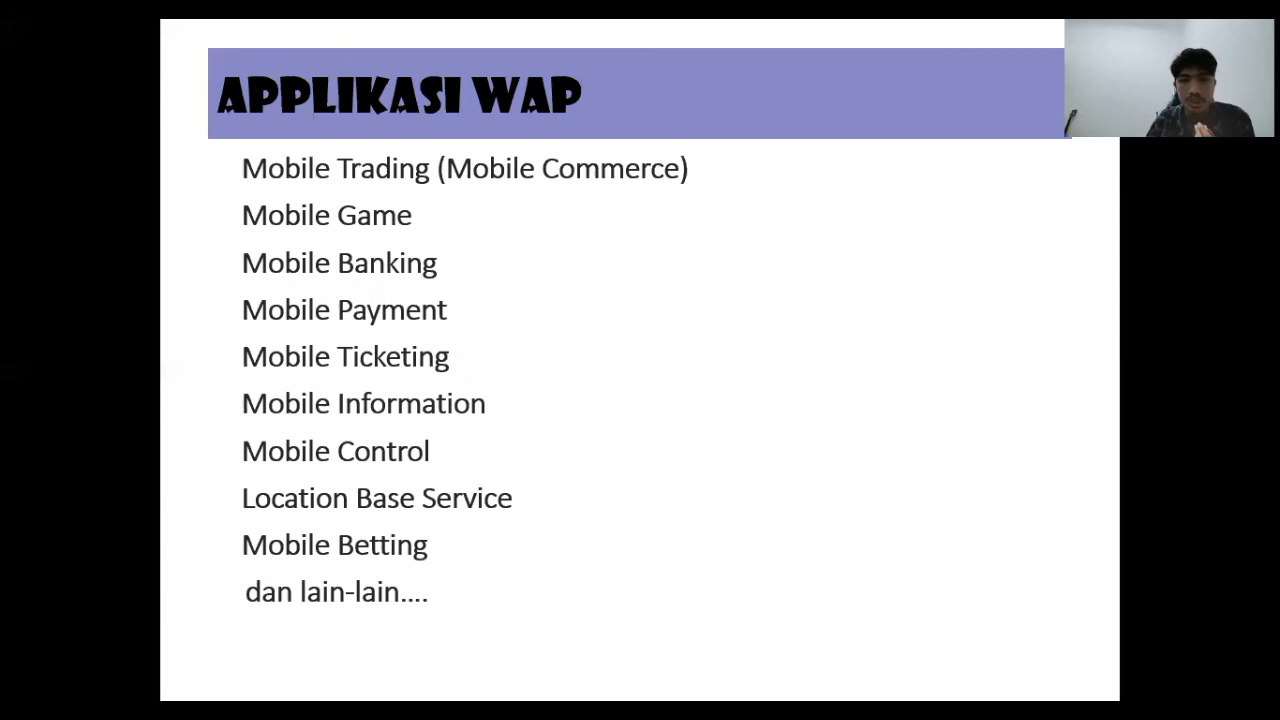 APPLIKASI WAP
Mobile Trading (Mobile Commerce)
Mobile Game
Mobile Banking
Mobile Payment
Mobile Ticketing
Mobile Information
Mobile Control
Location Base Service
Mobile Betting
dan lain-lain....